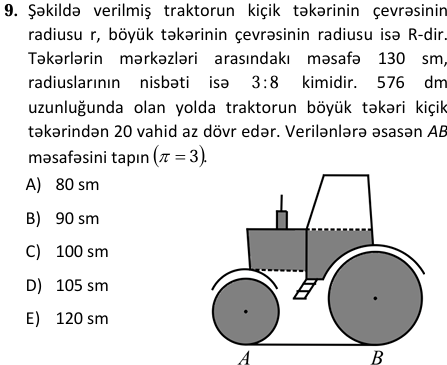 9. Şəkildə verilmiş traktorun kiçik təkərinin çevrəsinin
radiusu r, böyük təkərinin çevrəsinin radiusu isə R-dir.
Təkərlərin mərkəzləri arasındakı məsafə 130 sm,
radiuslarının nisbəti isə 3:8 kimidir. 576 dm
uzunluğunda olan yolda traktorun böyük təkəri kiçik
təkərindən 20 vahid az dövr edər. Verilənlərə əsasən AB
məsafəsini tapın (π = 3).
A) 80 sm
B) 90 sm
C) 100 sm
D) 105 sm
E) 120 sm
A B